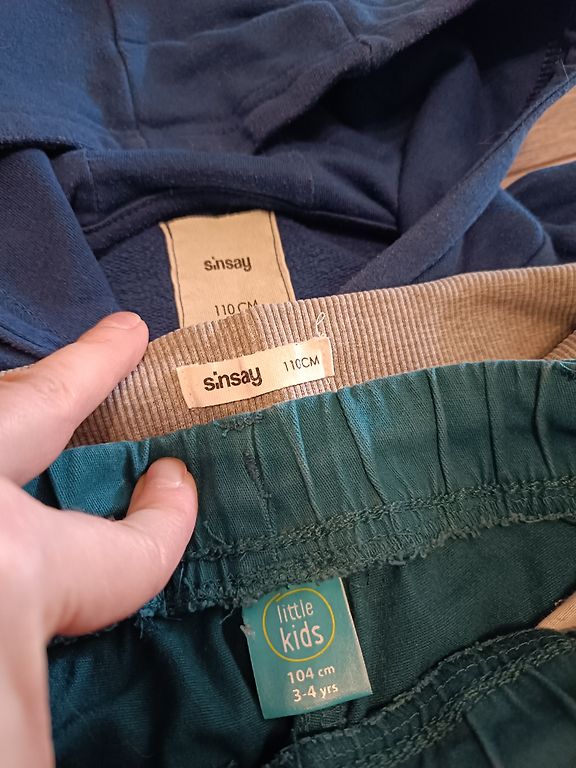 sinsay
110 CM
sinsay 110CM
little
kids
104 cm
3-4 yrs